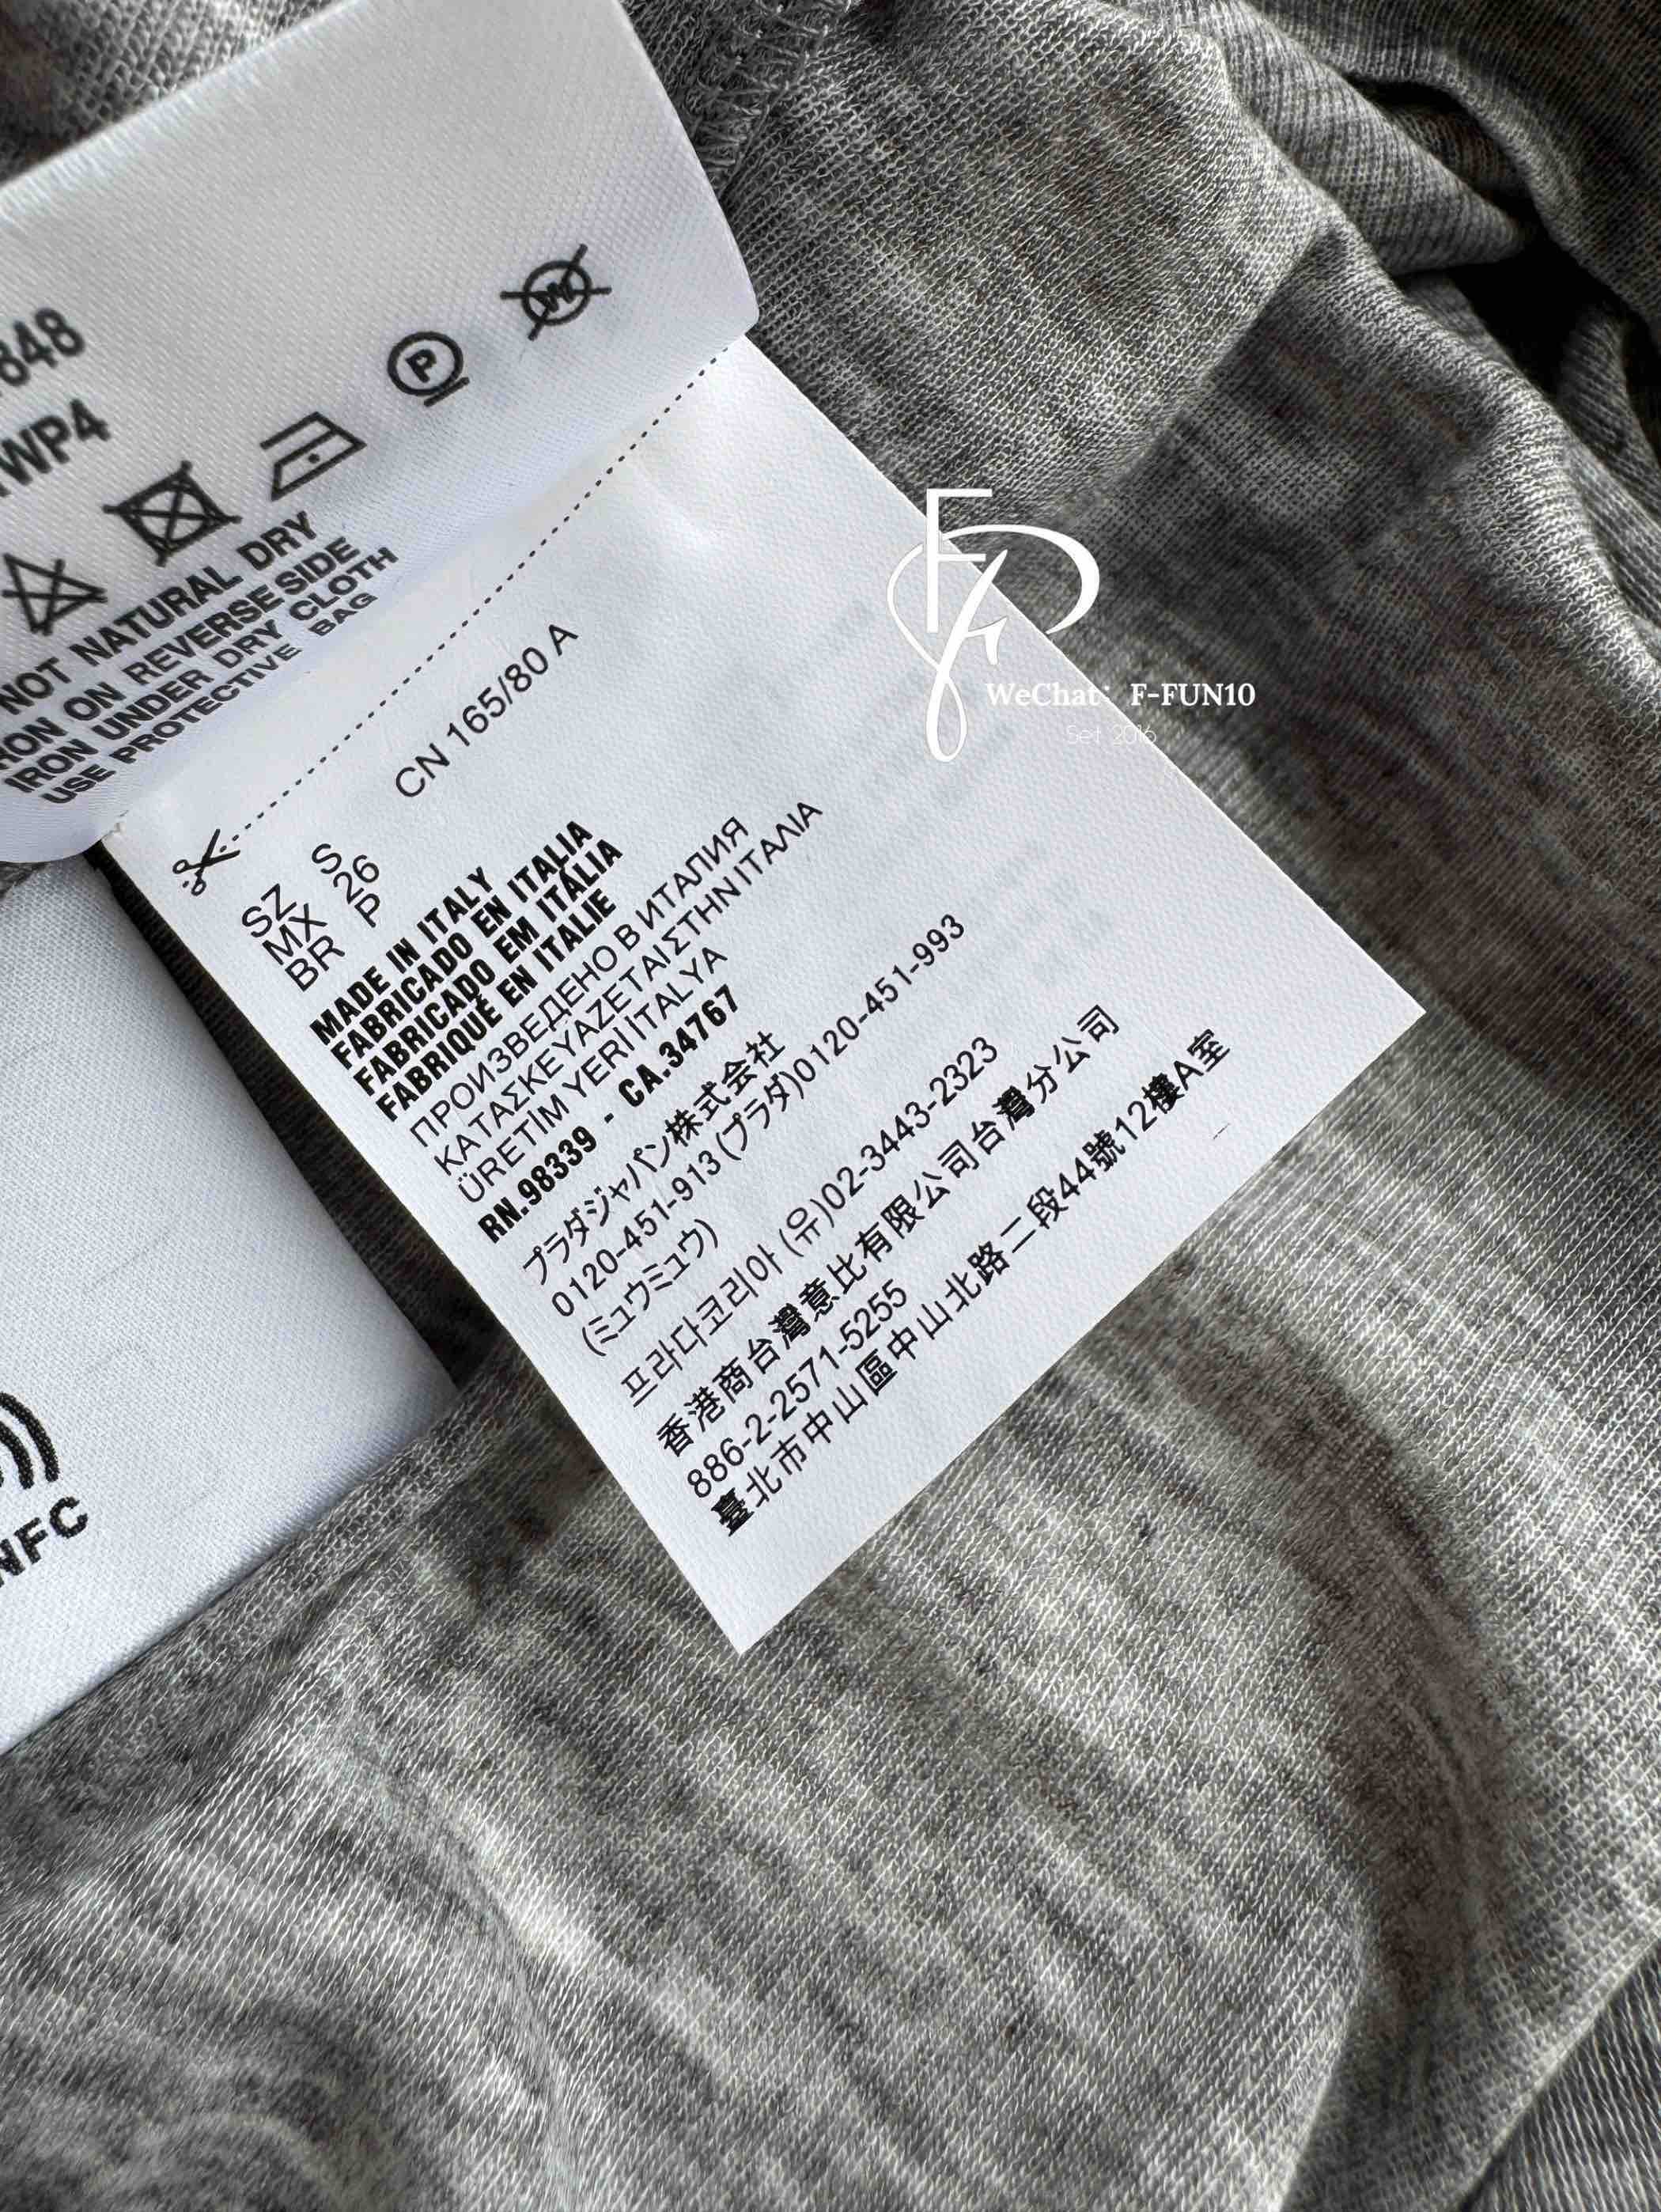 848
WP4
NOT NATURAL DRY
IRON ON REVERSE SIDE
IRON UNDER DRY CLOTH
USE PROTECTIVE BAG
CN 165/80 A
SZ S
MX 26
BR P
MADE IN ITALY
FABRICADO EN ITALIA
FABRICADO EM ITÁLIA
FABRIQUÉ EN ITALIE
ПРОИЗВЕДЕНО В ИТАЛИЯ
ΚΑΤΑΣΚΕΥΑΖΕΤΑΙ ΣΤΗΝ ΙΤΑΛΙΑ
ÜRETİM YERİ İTALYA
RN.98339 - CA.34767
プラダジャパン株式会社
0120-451-913 (プラダ)0120-451-993
(ミュウミュウ)
프라다코리아 (유)02-3443-2323
香港商台灣意比有限公司台灣分公司
886-2-2571-5255
臺北市中山區中山北路二段44號12樓A室
NFC
WeChat: F-FUN10
Set 2016